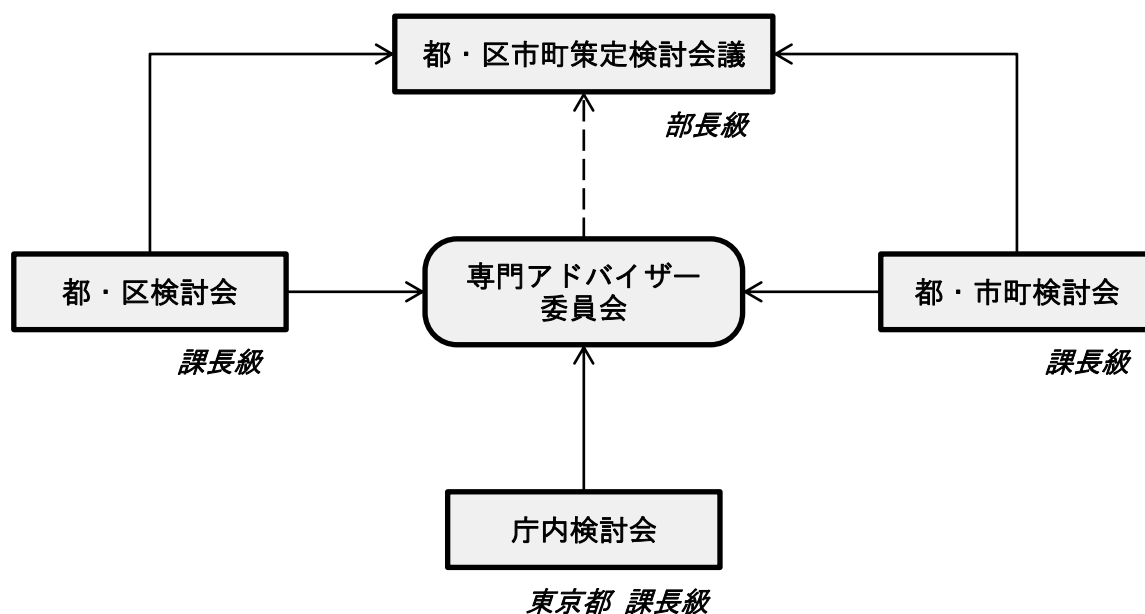 都・区市町策定検討会議
部長級
専門アドバイザー
委員会
都・区検討会
都・市町検討会
課長級
課長級
庁内検討会
東京都 課長級